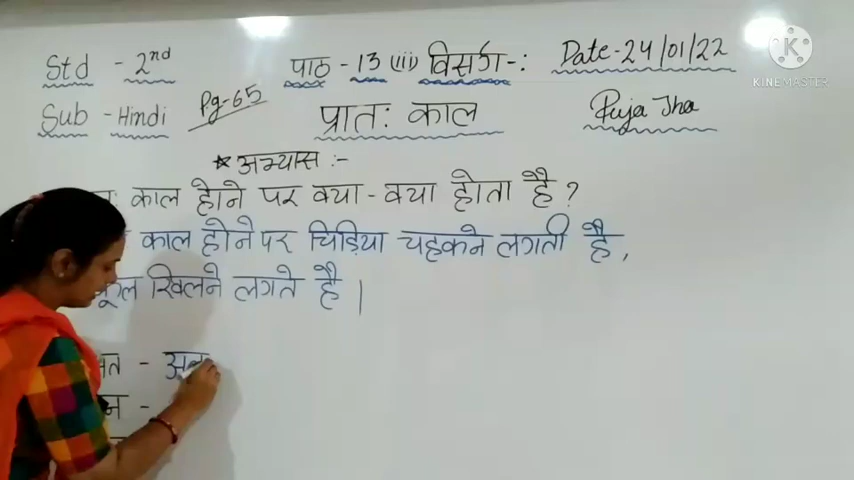 Std - 2nd पाठ - 13 (ii) विसर्ग -: Date - 24/01/22
KINEMASTER
Sub - Hindi Pg-65 प्रातः काल Puja Jha
* अभ्यास :-
काल होने पर क्या - क्या होता है ?
काल होने पर चिड़िया चहकने लगती है ,
फूल खिलने लगते है |